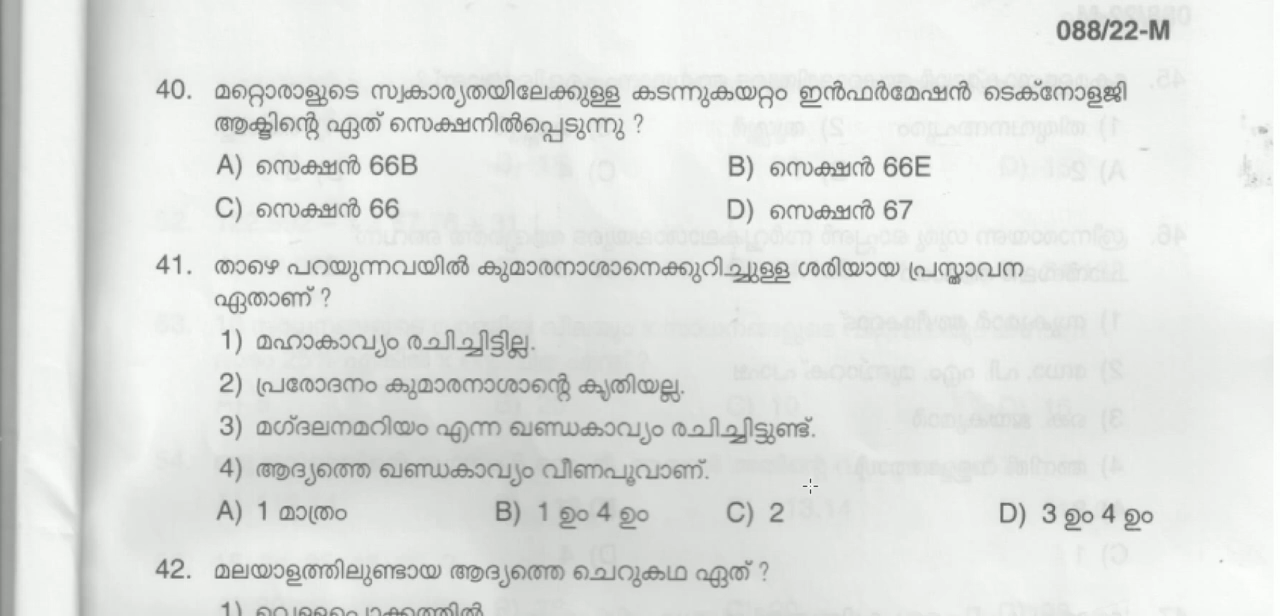 088/22-M
40. മറ്റൊരാളുടെ സ്വകാര്യതയിലേക്കുള്ള കടന്നുകയറ്റം ഇൻഫർമേഷൻ ടെക്നോളജി
ആക്ടിന്റെ ഏത് സെക്ഷനിൽപ്പെടുന്നു ?
A) സെക്ഷൻ 66B B) സെക്ഷൻ 66E
C) സെക്ഷൻ 66 D) സെക്ഷൻ 67
41. താഴെ പറയുന്നവയിൽ കുമാരനാശാനെക്കുറിച്ചുള്ള ശരിയായ പ്രസ്താവന
ഏതാണ് ?
1) മഹാകാവ്യം രചിച്ചിട്ടില്ല.
2) പ്രരോദനം കുമാരനാശാന്റെ കൃതിയല്ല.
3) മഗ്ദലനമറിയം എന്ന ഖണ്ഡകാവ്യം രചിച്ചിട്ടുണ്ട്.
4) ആദ്യത്തെ ഖണ്ഡകാവ്യം വീണപൂവാണ്.
A) 1 മാത്രം B) 1 ഉം 4 ഉം C) 2 D) 3 ഉം 4 ഉം
42. മലയാളത്തിലുണ്ടായ ആദ്യത്തെ ചെറുകഥ ഏത് ?
1) വെള്ളപ്പൊക്കത്തിൽ